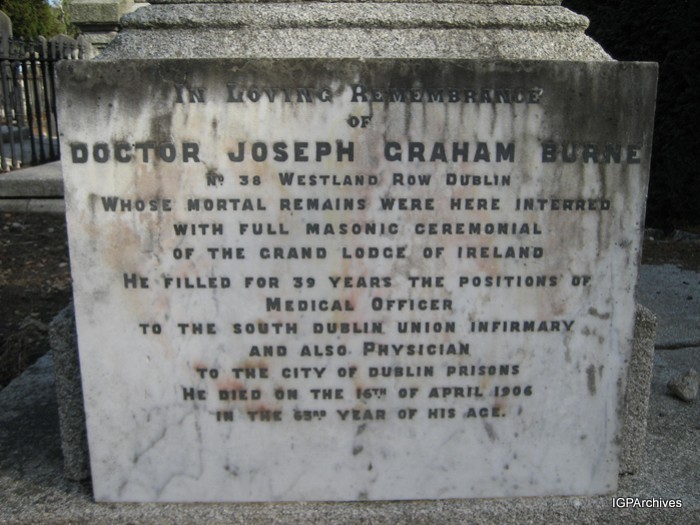 In Loving Remembrance
OF
DOCTOR JOSEPH GRAHAM BURNE
No 38 Westland Row Dublin
Whose mortal remains were here interred
with full masonic ceremonial
of the grand lodge of ireland
He filled for 39 years the positions of
Medical Officer
to the south dublin union infirmary
and also Physician
to the city of dublin prisons
He died on the 16th of april 1906
in the 65rd year of his age.
IGPArchives